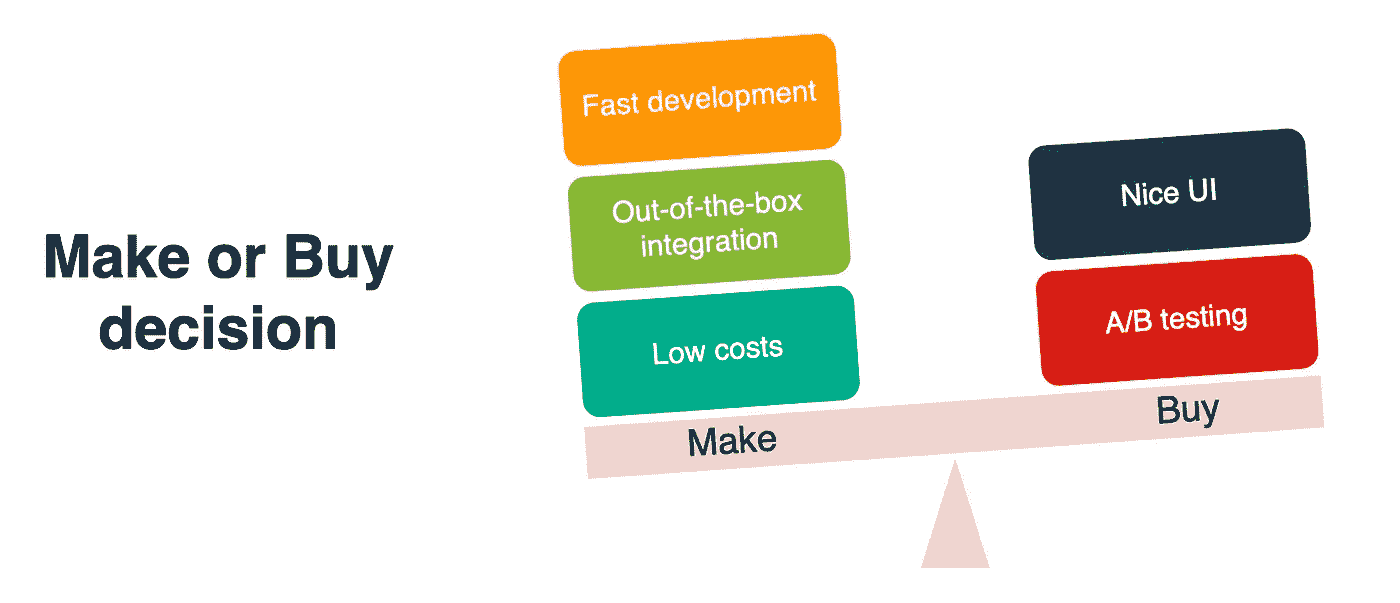 Make or Buy
decision
Fast development
Out-of-the-box
integration
Low costs
Make
Nice UI
A/B testing
Buy